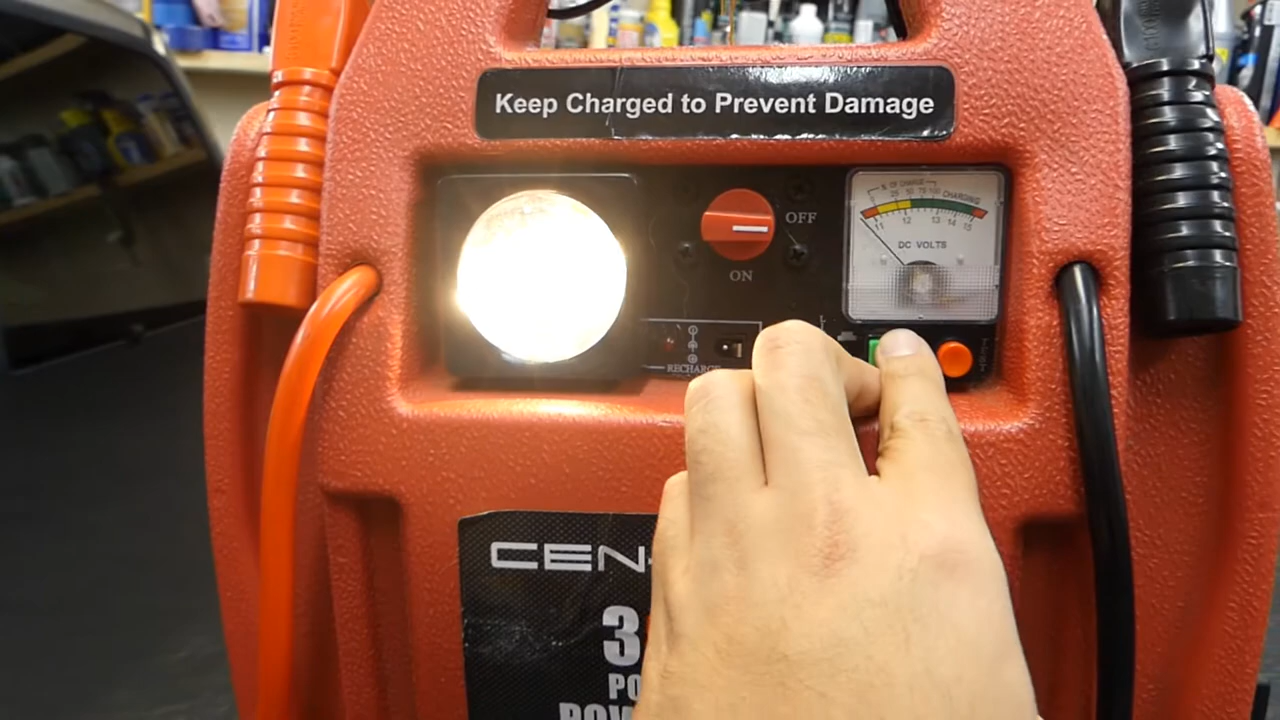 Keep Charged to Prevent Damage
OFF
ON
% OF CHARGE
25 50 75 100
CHARGING
11 12 13 14 15
DC VOLTS
RECHARGE
CEN-
3
PO
POW